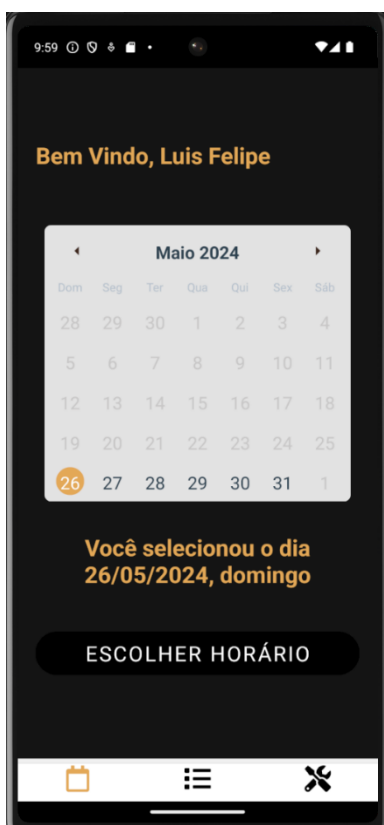 9:59
Bem Vindo, Luis Felipe
Maio 2024
Dom Seg Ter Qua Qui Sex Sáb
28 29 30 1 2 3 4
5 6 7 8 9 10 11
12 13 14 15 16 17 18
19 20 21 22 23 24 25
26 27 28 29 30 31 1
Você selecionou o dia
26/05/2024, domingo
ESCOLHER HORÁRIO